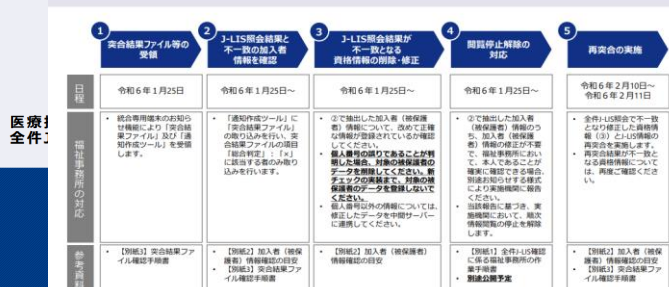 1
突合結果ファイル等の
受領
2
J-LIS照会結果と
不一致の加入者
情報を確認
3
J-LIS照会結果が
不一致となる
資格情報の削除・修正
4
閲覧停止解除の
対応
5
再突合の実施
日程
令和6年1月25日
令和6年1月25日~
令和6年1月25日~
令和6年1月25日~
令和6年2月10日~
令和6年2月11日
医療扶
全件J
福祉事務所の対応
・ 統合専用端末のお知ら
せ機能により「突合結
果ファイル」及び「通
知作成ツール」を受領
します。
・ 「通知作成ツール」に
「突合結果ファイル」
の取り込みを行い、突
合結果ファイルの項目
「総合判定」:「×」
に該当する者のみ取り
込みを行います。
・ ②で抽出した加入者(被保護
者)情報について、改めて正確
な情報が登録されているか確認
してください。
・ 個人番号の誤りであることが判
明した場合、対象の被保護者の
データを削除してください。新
チェックの実装まで、対象の被
保護者のデータを登録しないで
ください。
・ 個人番号以外の情報については、
修正したデータを中間サーバー
に連携してください。
・ ②で抽出した加入者
(被保護者)情報のう
ち、加入者(被保護
者)情報の修正が不要
で、福祉事務所におい
て、本人であることが
確実に確認できる場合、
別途お知らせする様式
により実施機関に報告
ください。
・ 当該報告に基づき、実
施機関において、順次
情報閲覧の停止を解除
します。
・ 全件J-LIS照会で不一致
となり修正した資格情
報(③)とJ-LIS情報の
再突合を実施します。
・ 再突合結果が不一致と
なる資格情報について
は、再度ご確認くださ
い。
参考資料
・ 【別紙3】突合結果ファ
イル確認手順書
・ 【別紙2】加入者(被保
護者)情報確認の目安
・ 【別紙3】突合結果ファ
イル確認手順書
・ 【別紙2】加入者(被保護者)
情報確認の目安
・ 【別紙1】全件J-LIS確認
に係る福祉事務所の作
業手順書
・ 別途公開予定
・ 【別紙2】加入者(被保
護者)情報確認の目安
・ 【別紙3】突合結果ファ
イル確認手順書